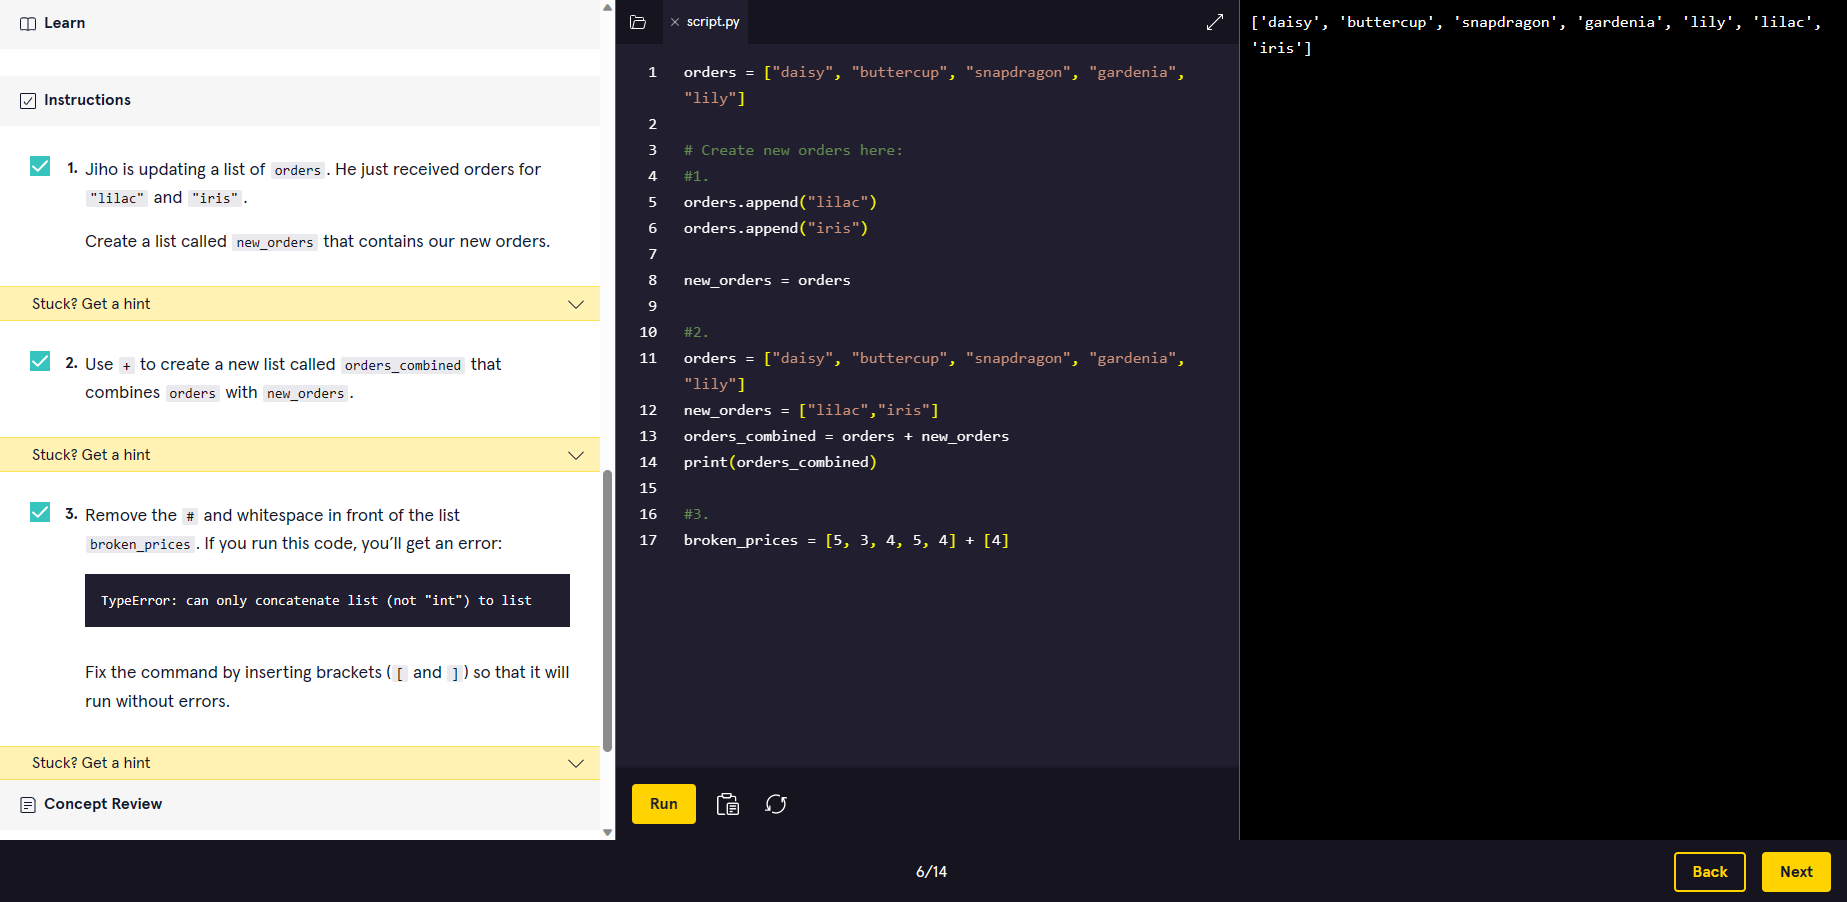 Learn
Instructions
1. Jiho is updating a list of orders. He just received orders for
"lilac" and "iris".
Create a list called new_orders that contains our new orders.
Stuck? Get a hint
2. Use + to create a new list called orders_combined that
combines orders with new_orders.
Stuck? Get a hint
3. Remove the # and whitespace in front of the list
broken_prices. If you run this code, you’ll get an error:
TypeError: can only concatenate list (not "int") to list
Fix the command by inserting brackets ([ and ]) so that it will
run without errors.
Stuck? Get a hint
Concept Review
script.py
1 orders = ["daisy", "buttercup", "snapdragon", "gardenia",
"lily"]
2
3 # Create new orders here:
4 #1.
5 orders.append("lilac")
6 orders.append("iris")
7
8 new_orders = orders
9
10 #2.
11 orders = ["daisy", "buttercup", "snapdragon", "gardenia",
"lily"]
12 new_orders = ["lilac","iris"]
13 orders_combined = orders + new_orders
14 print(orders_combined)
15
16 #3.
17 broken_prices = [5, 3, 4, 5, 4] + [4]
Run
['daisy', 'buttercup', 'snapdragon', 'gardenia', 'lily', 'lilac',
'iris']
6/14
Back
Next